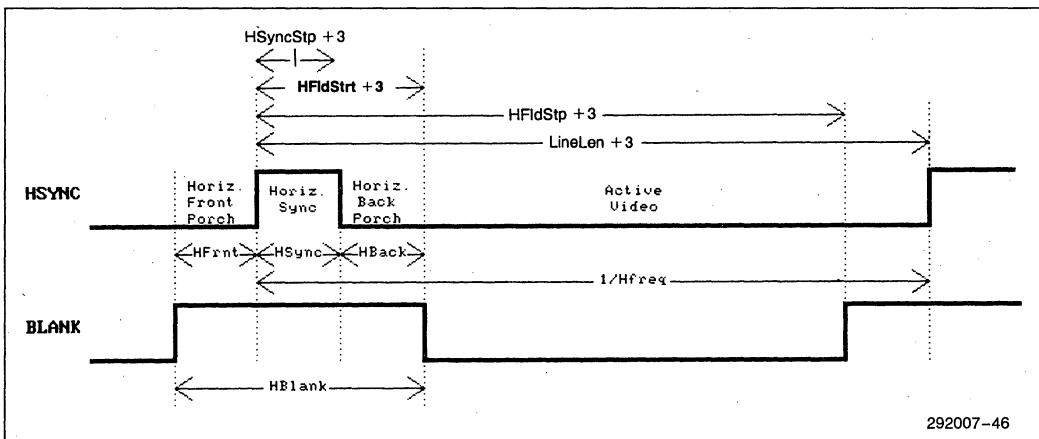 HSyncStp +3
HFldStrt +3
HFldStp +3
LineLen +3
HSYNC
Horiz.
Front
Porch
Horiz.
Sync
Horiz.
Back
Porch
Active
Video
HFrnt
HSync
HBack
1/Hfreq
BLANK
HBlank
292007-46